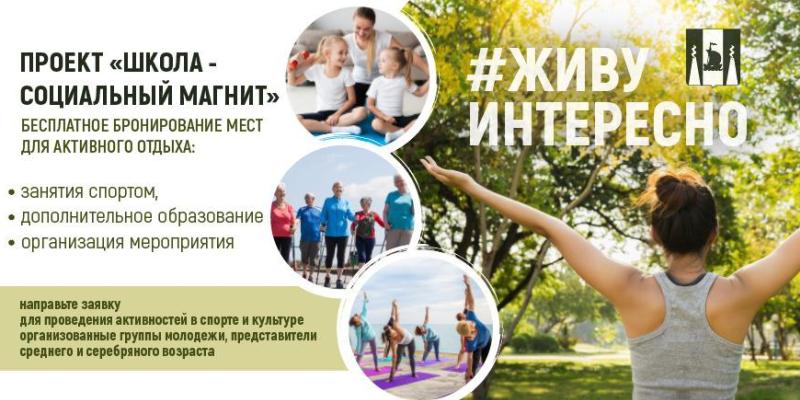 ПРОЕКТ «ШКОЛА -
СОЦИАЛЬНЫЙ МАГНИТ»
БЕСПЛАТНОЕ БРОНИРОВАНИЕ МЕСТ
ДЛЯ АКТИВНОГО ОТДЫХА:
• занятия спортом,
• дополнительное образование
• организация мероприятия
направьте заявку
для проведения активностей в спорте и культуре
организованные группы молодежи, представители
среднего и серебряного возраста
#ЖИВУ
ИНТЕРЕСНО